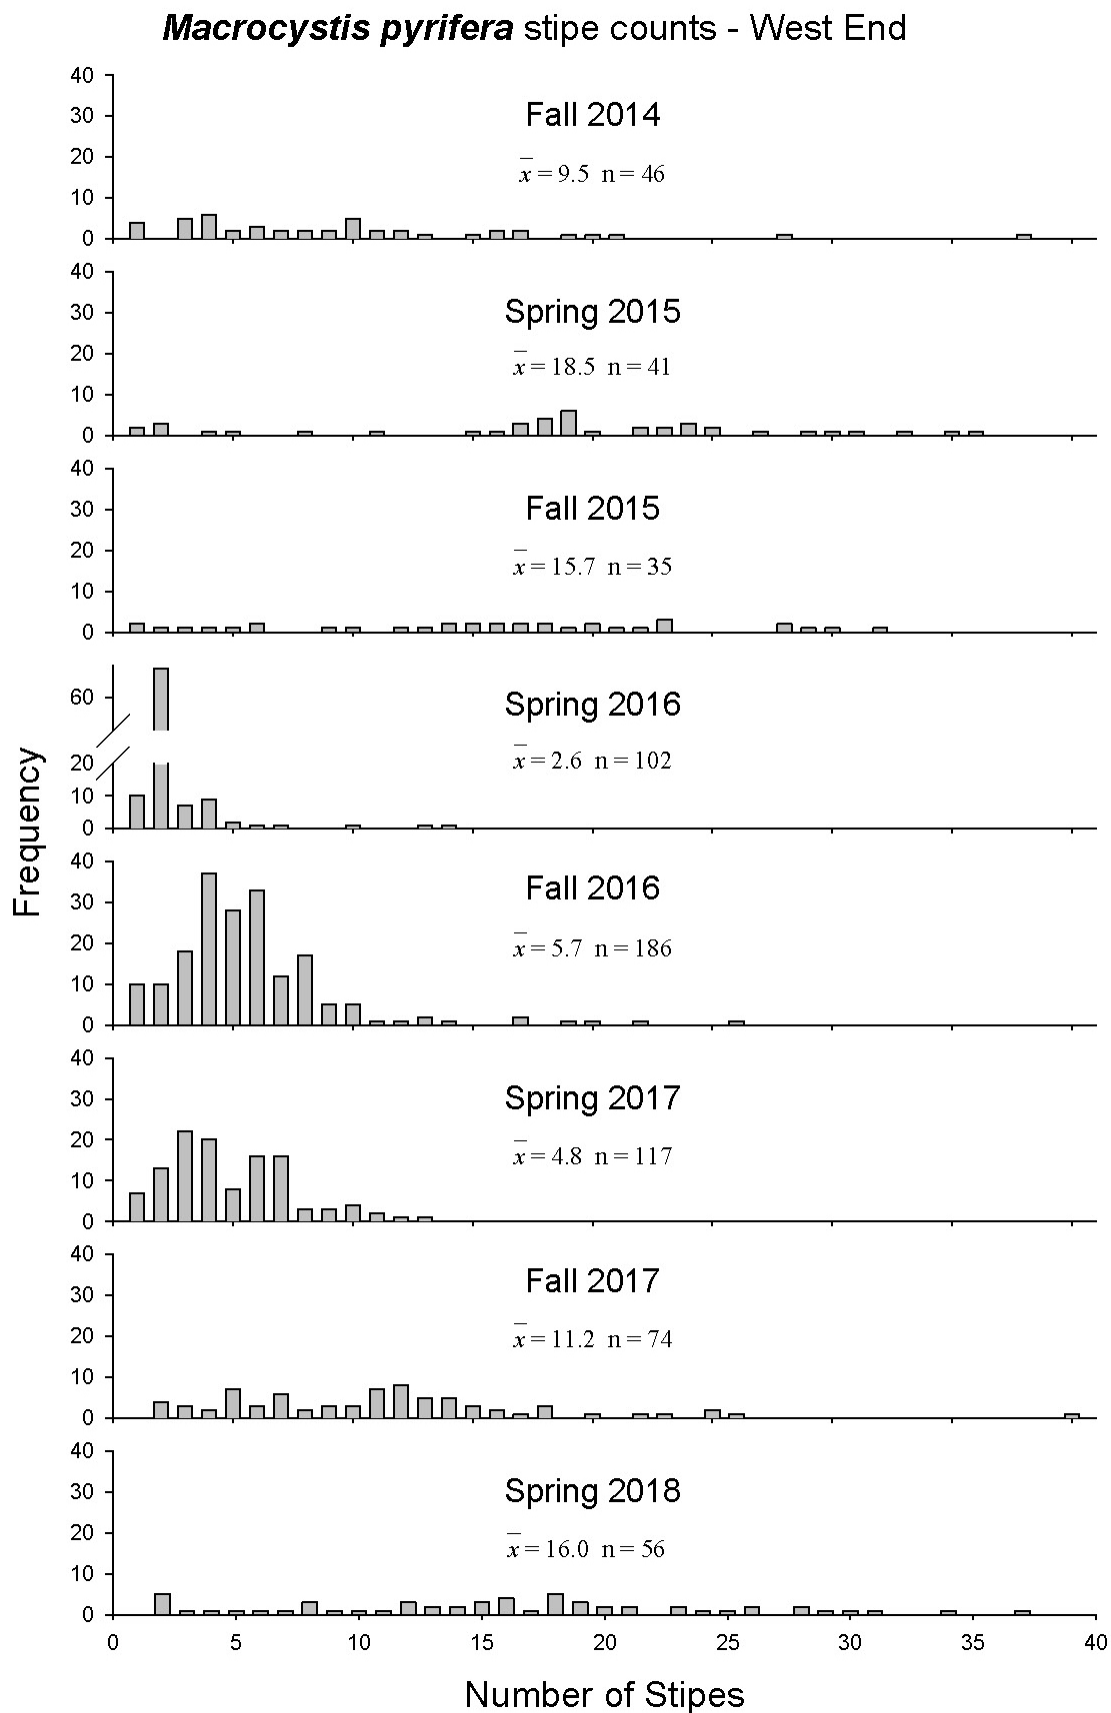 Macrocystis pyrifera stipe counts - West End
40
30
20
10
0
Fall 2014
x̄ = 9.5 n = 46
40
30
20
10
0
Spring 2015
x̄ = 18.5 n = 41
40
30
20
10
0
Fall 2015
x̄ = 15.7 n = 35
60
20
10
0
Spring 2016
x̄ = 2.6 n = 102
Frequency
40
30
20
10
0
Fall 2016
x̄ = 5.7 n = 186
40
30
20
10
0
Spring 2017
x̄ = 4.8 n = 117
40
30
20
10
0
Fall 2017
x̄ = 11.2 n = 74
40
30
20
10
0
Spring 2018
x̄ = 16.0 n = 56
0 5 10 15 20 25 30 35 40
Number of Stipes